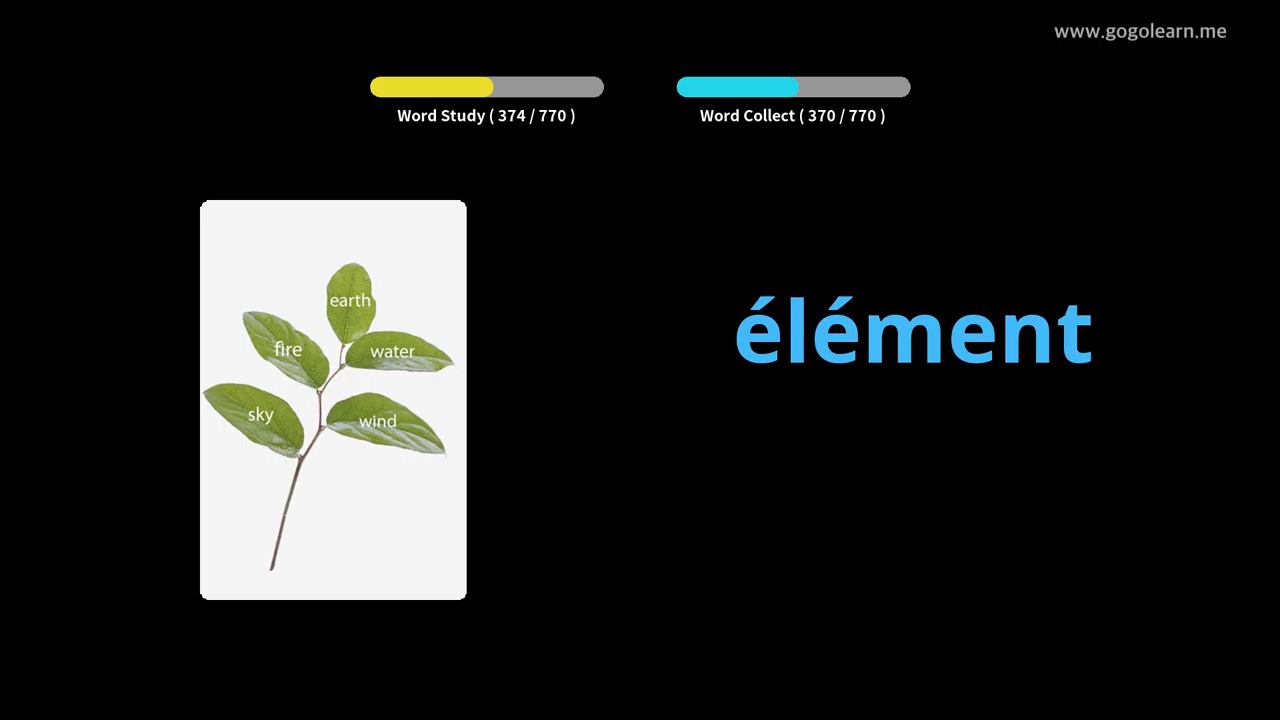 www.gogolearn.me
Word Study ( 374 / 770 )
Word Collect ( 370 / 770 )
earth
fire
water
sky
wind
élément